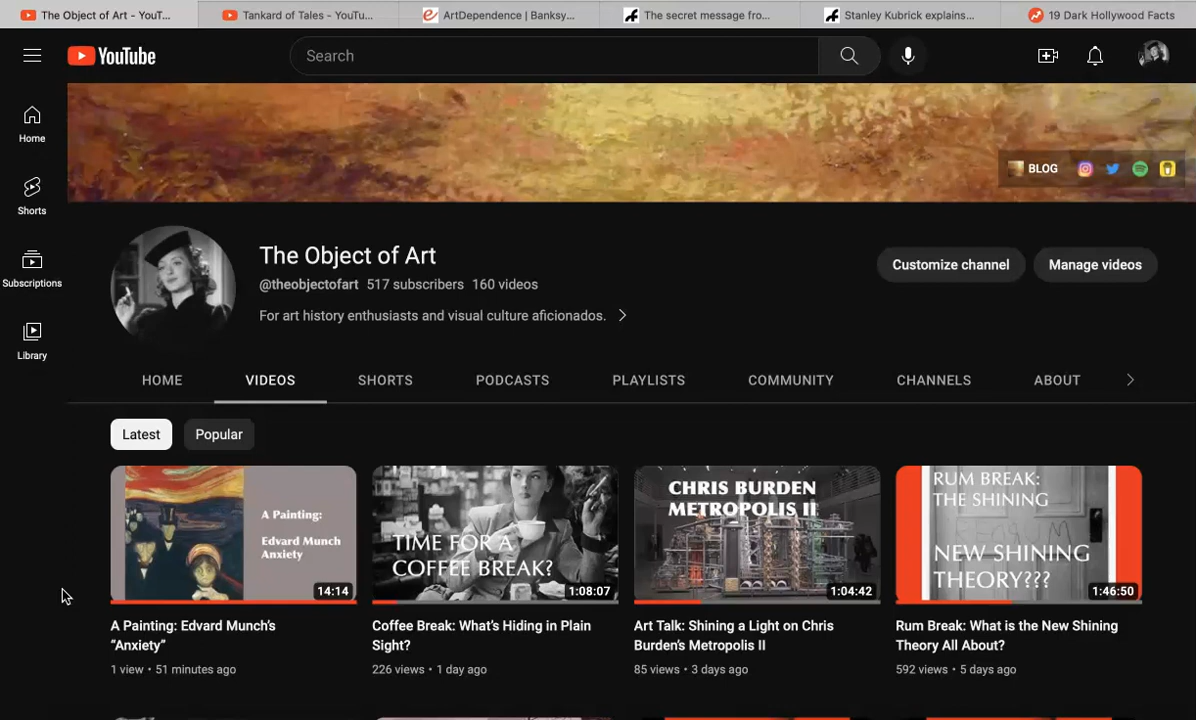 The Object of Art - YouT...
Tankard of Tales - YouTu...
ArtDependence | Banksy...
The secret message fro...
Stanley Kubrick explains...
19 Dark Hollywood Facts
YouTube
Search
Home
Shorts
Subscriptions
Library
BLOG
The Object of Art
@theobjectofart 517 subscribers 160 videos
For art history enthusiasts and visual culture aficionados.
Customize channel
Manage videos
HOME
VIDEOS
SHORTS
PODCASTS
PLAYLISTS
COMMUNITY
CHANNELS
ABOUT
Latest
Popular
A Painting:
Edvard Munch
Anxiety
14:14
A Painting: Edvard Munch's
"Anxiety"
1 view • 51 minutes ago
TIME FOR A
COFFEE BREAK?
1:08:07
Coffee Break: What's Hiding in Plain
Sight?
226 views • 1 day ago
CHRIS BURDEN
METROPOLIS II
1:04:42
Art Talk: Shining a Light on Chris
Burden's Metropolis II
85 views • 3 days ago
RUM BREAK:
THE SHINING
NEW SHINING
THEORY???
1:46:50
Rum Break: What is the New Shining
Theory All About?
592 views • 5 days ago